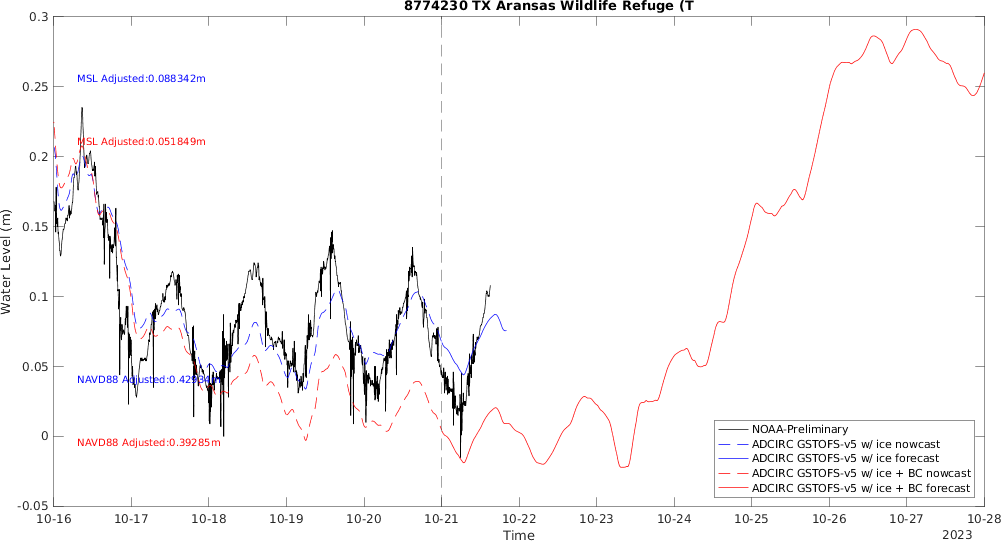 8774230 TX Aransas Wildlife Refuge (T
0.3
0.25
0.2
0.15
0.1
0.05
0
-0.05
Water Level (m)
MSL Adjusted:0.088342m
MSL Adjusted:0.051849m
NAVD88 Adjusted:0.39285m
NOAA-Preliminary
ADCIRC GSTOFS-v5 w/ ice nowcast
ADCIRC GSTOFS-v5 w/ ice forecast
ADCIRC GSTOFS-v5 w/ ice + BC nowcast
ADCIRC GSTOFS-v5 w/ ice + BC forecast
10-16 10-17 10-18 10-19 10-20 10-21 10-22 10-23 10-24 10-25 10-26 10-27 10-28
Time
2023
NAVD88